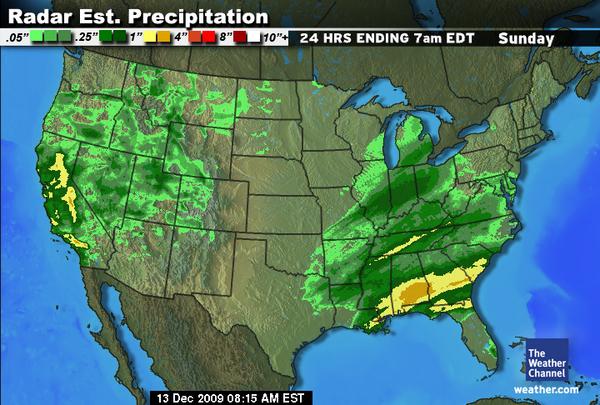 Radar Est. Precipitation
.05" .25" 1" 4" 8" 10"+ 24 HRS ENDING 7am EDT Sunday
The
Weather
Channel
weather.com
13 Dec 2009 08:15 AM EST